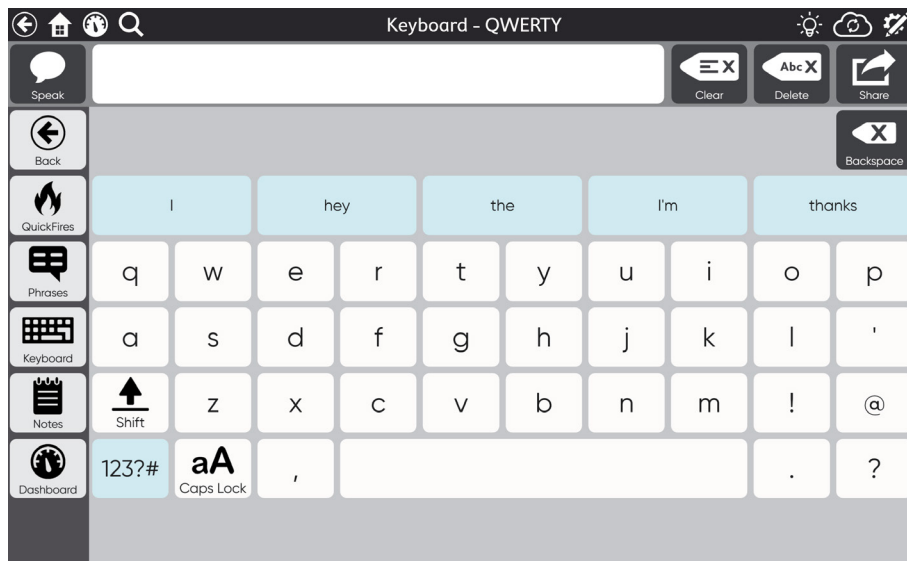 Keyboard - QWERTY
Speak
Clear
Abc
Delete
Share
Back
Backspace
QuickFires
I
hey
the
I'm
thanks
Phrases
q w e r t y u i o p
Keyboard
a s d f g h j k l '
Notes
Shift
z x c v b n m ! @
Dashboard
123?#
aA
Caps Lock
, . ?